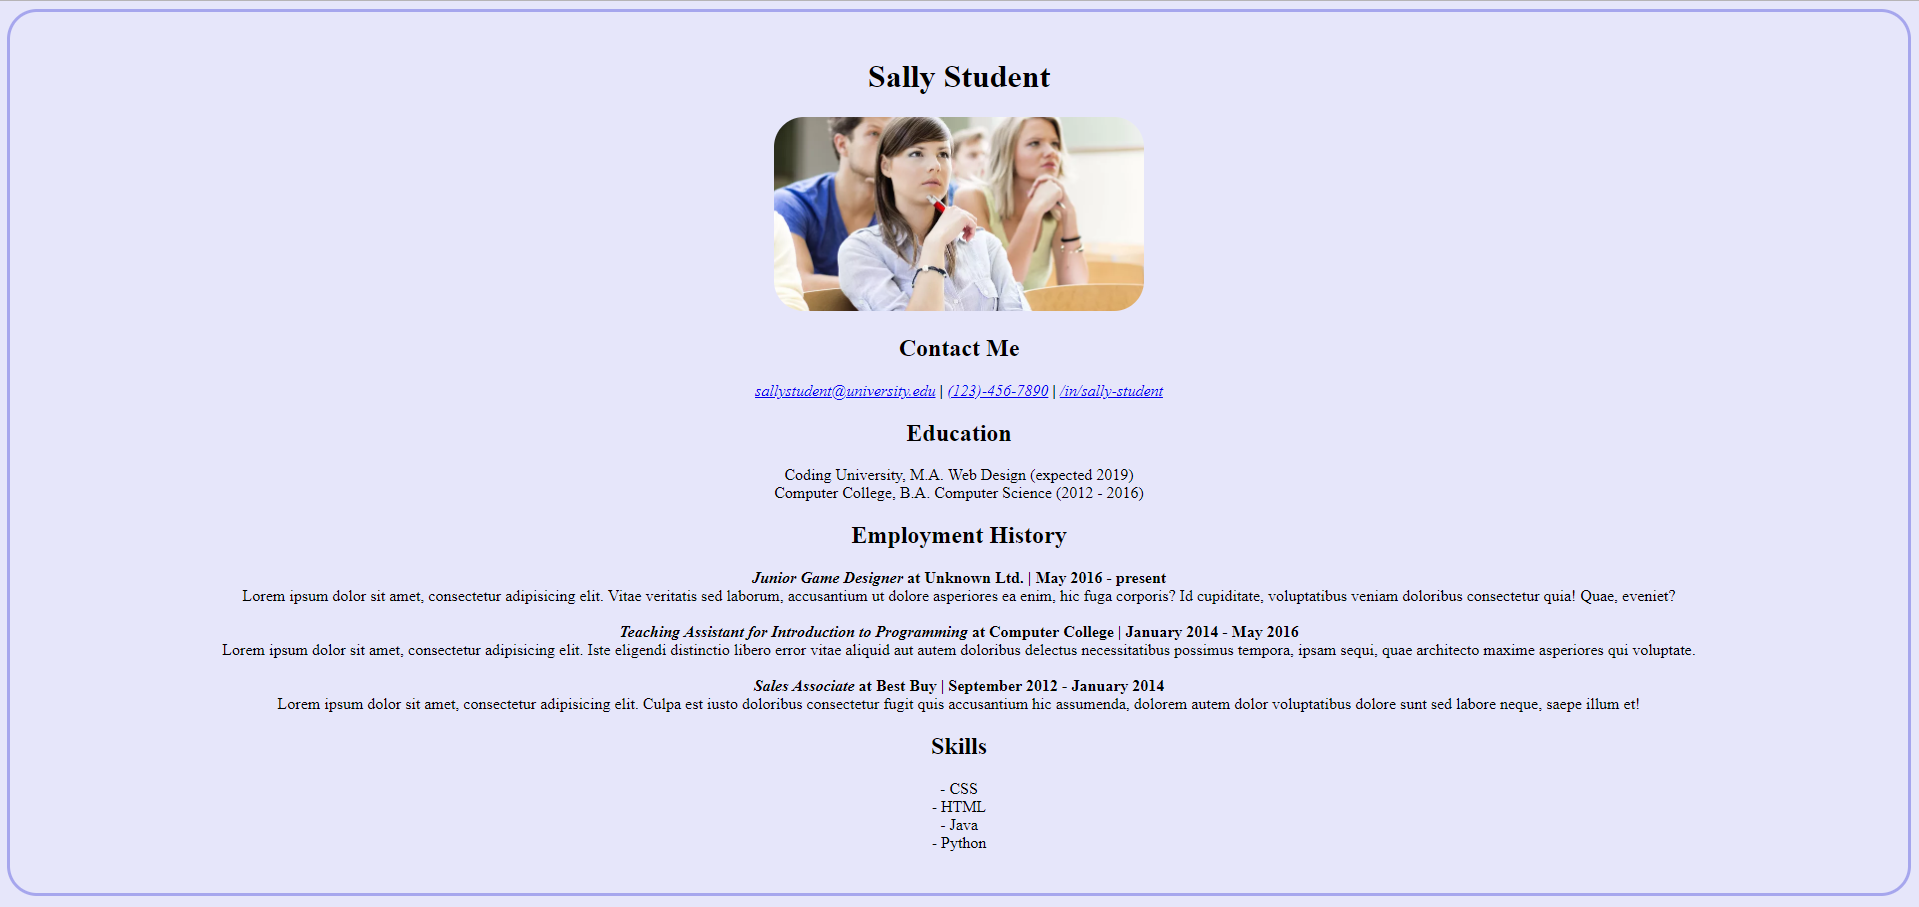 Sally Student
Contact Me
sallystudent@university.edu | (123)-456-7890 | /in/sally-student
Education
Coding University, M.A. Web Design (expected 2019)
Computer College, B.A. Computer Science (2012 - 2016)
Employment History
Junior Game Designer at Unknown Ltd. | May 2016 - present
Lorem ipsum dolor sit amet, consectetur adipisicing elit. Vitae veritatis sed laborum, accusantium ut dolore asperiores ea enim, hic fuga corporis? Id cupiditate, voluptatibus veniam doloribus consectetur quia! Quae, eveniet?
Teaching Assistant for Introduction to Programming at Computer College | January 2014 - May 2016
Lorem ipsum dolor sit amet, consectetur adipisicing elit. Iste eligendi distinctio libero error vitae aliquid aut autem doloribus delectus necessitatibus possimus tempora, ipsam sequi, quae architecto maxime asperiores qui voluptate.
Sales Associate at Best Buy | September 2012 - January 2014
Lorem ipsum dolor sit amet, consectetur adipisicing elit. Culpa est iusto doloribus consectetur fugit quis accusantium hic assumenda, dolorem autem dolor voluptatibus dolore sunt sed labore neque, saepe illum et!
Skills
- CSS
- HTML
- Java
- Python